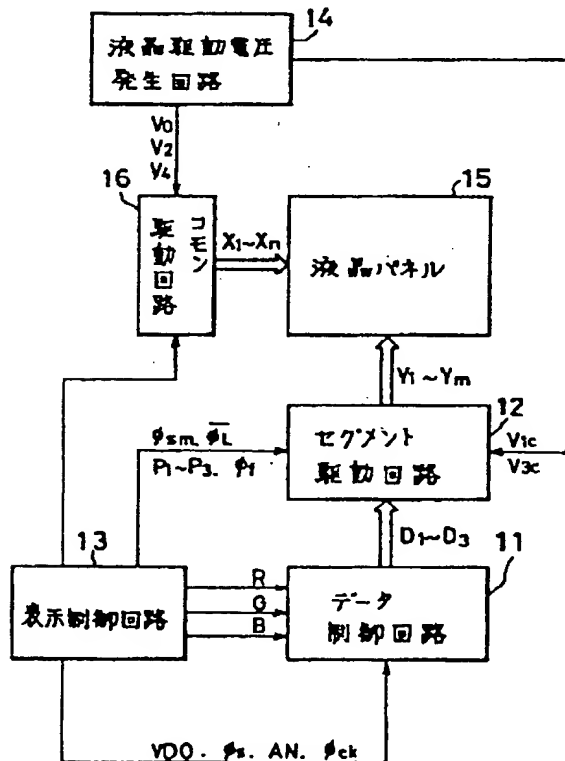 14
液晶駆動電圧
発生回路
V0
V2
V4
16
コモン
駆動回路
X1~Xn
15
液晶パネル
Y1~Ym
12
セグメント
駆動回路
V1c
V3c
φsm. φL
P1~P3. φf
D1~D3
13
表示制御回路
R
G
B
11
データ
制御回路
VDO. φs. AN. φck